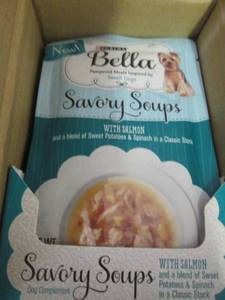 New!
PURINA
Bella
Pampered Meals Inspired by
Small Dogs
Savory Soups
WITH SALMON
and a blend of Sweet Potatoes & Spinach in a Classic Stock
Savory Soups
Dog Complement
WITH SALMON
and a blend of Sweet
Potatoes & Spinach
in a Classic Stock